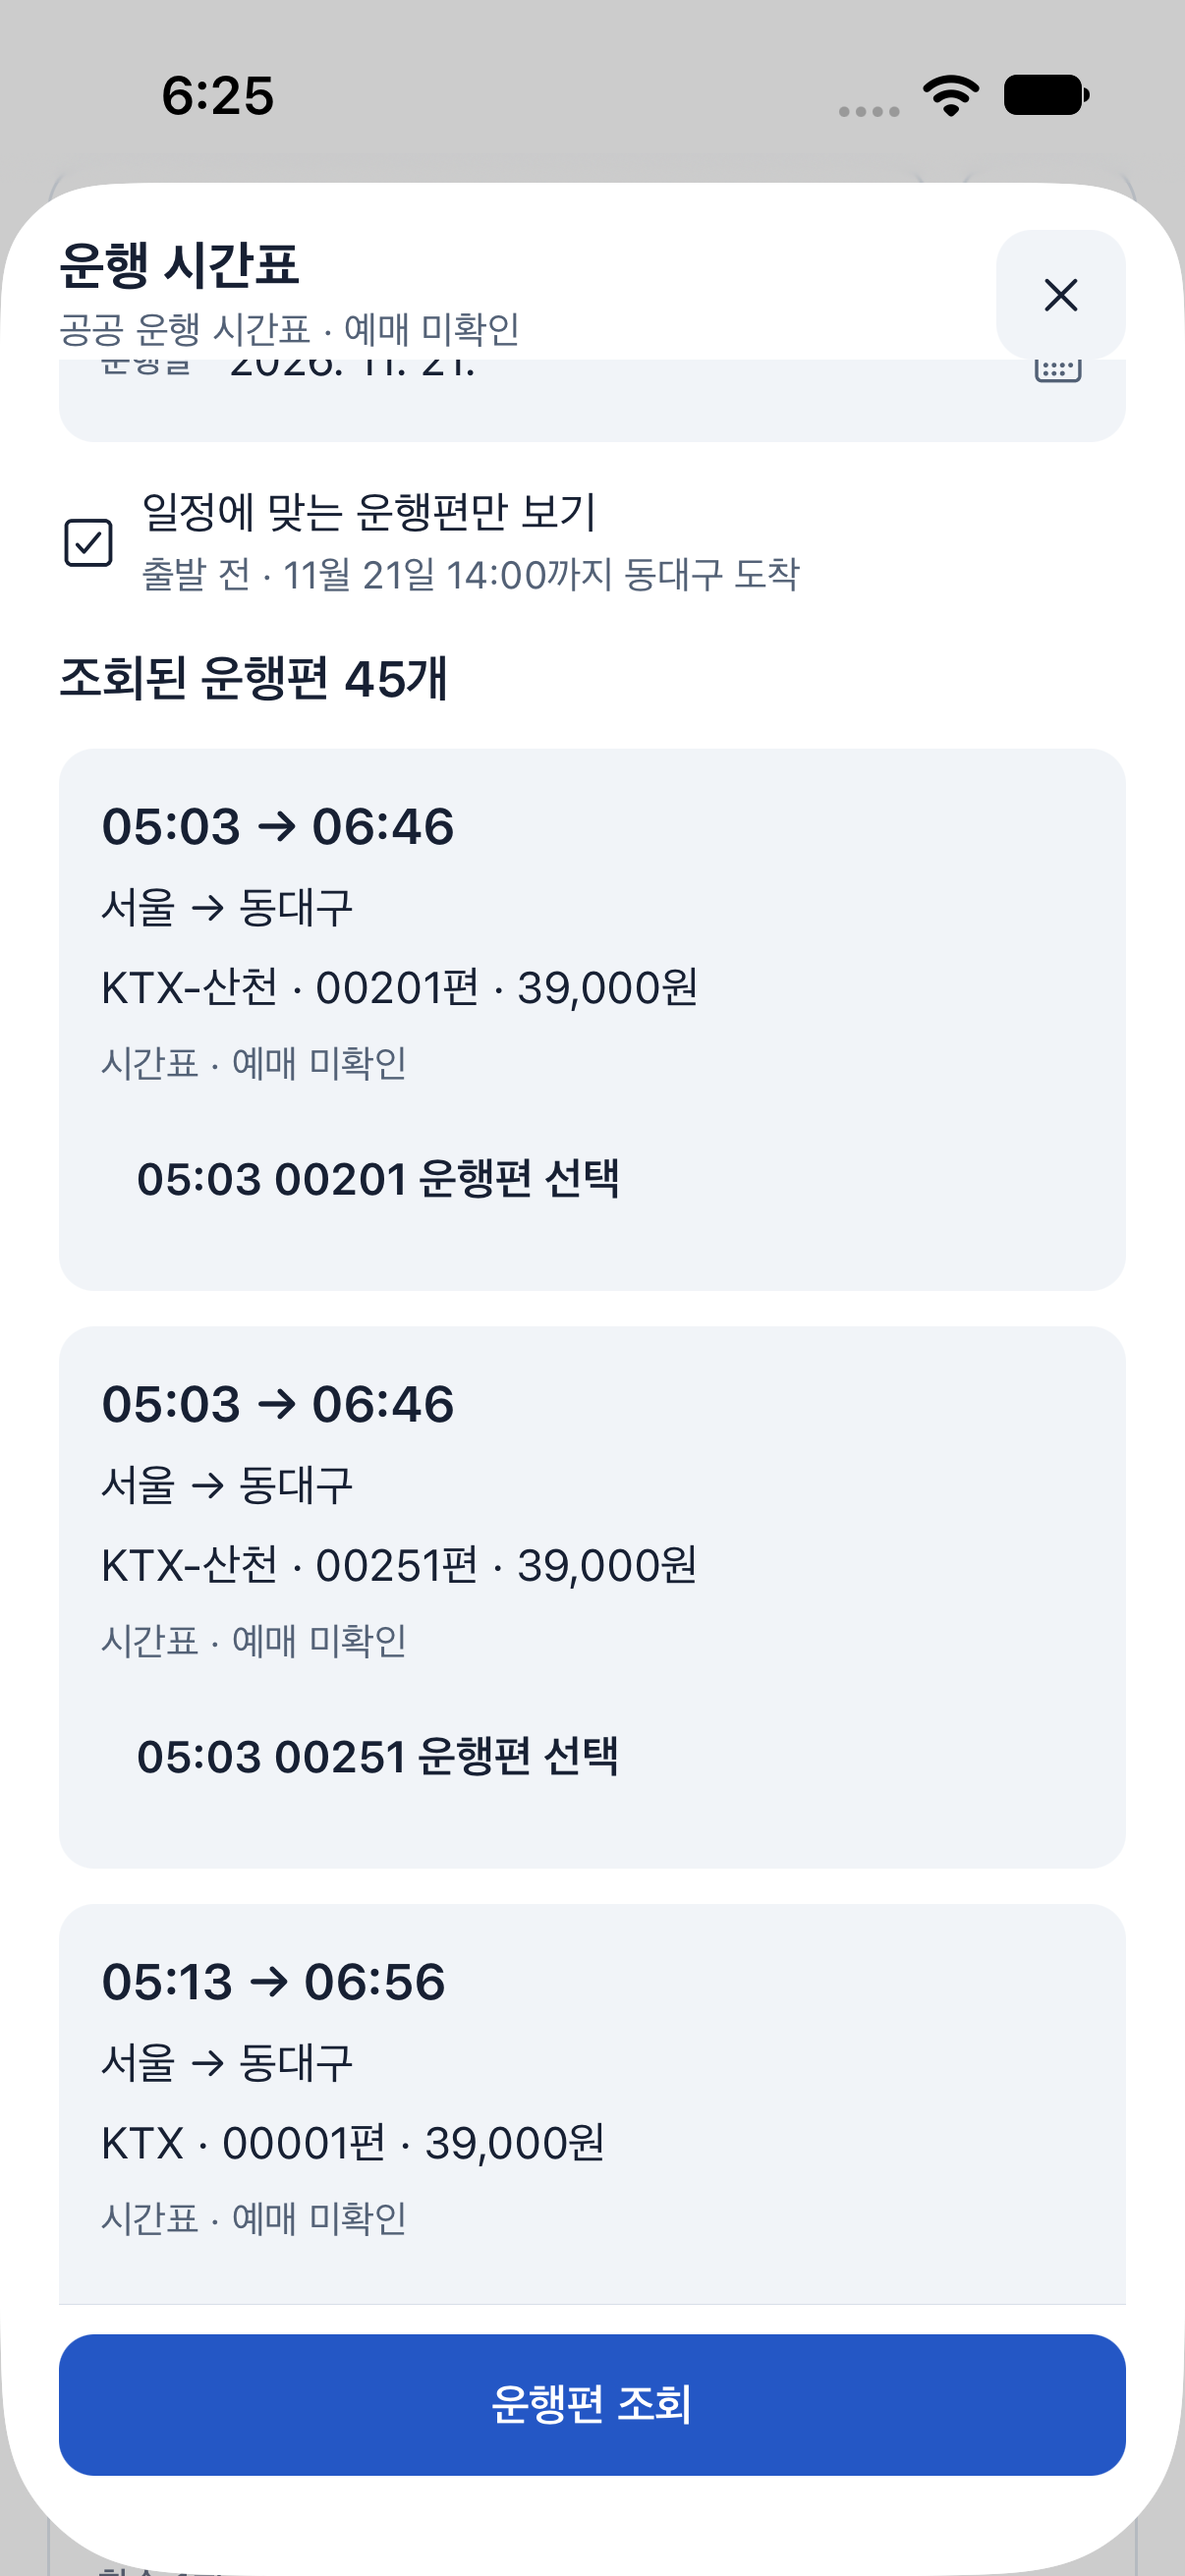 6:25
운행 시간표
공공 운행 시간표 · 예매 미확인
운행일 2026. 11. 21.
일정에 맞는 운행편만 보기
출발 전 · 11월 21일 14:00까지 동대구 도착
조회된 운행편 45개
05:03 → 06:46
서울 → 동대구
KTX-산천 · 00201편 · 39,000원
시간표 · 예매 미확인
05:03 00201 운행편 선택
05:03 → 06:46
서울 → 동대구
KTX-산천 · 00251편 · 39,000원
시간표 · 예매 미확인
05:03 00251 운행편 선택
05:13 → 06:56
서울 → 동대구
KTX · 00001편 · 39,000원
시간표 · 예매 미확인
운행편 조회